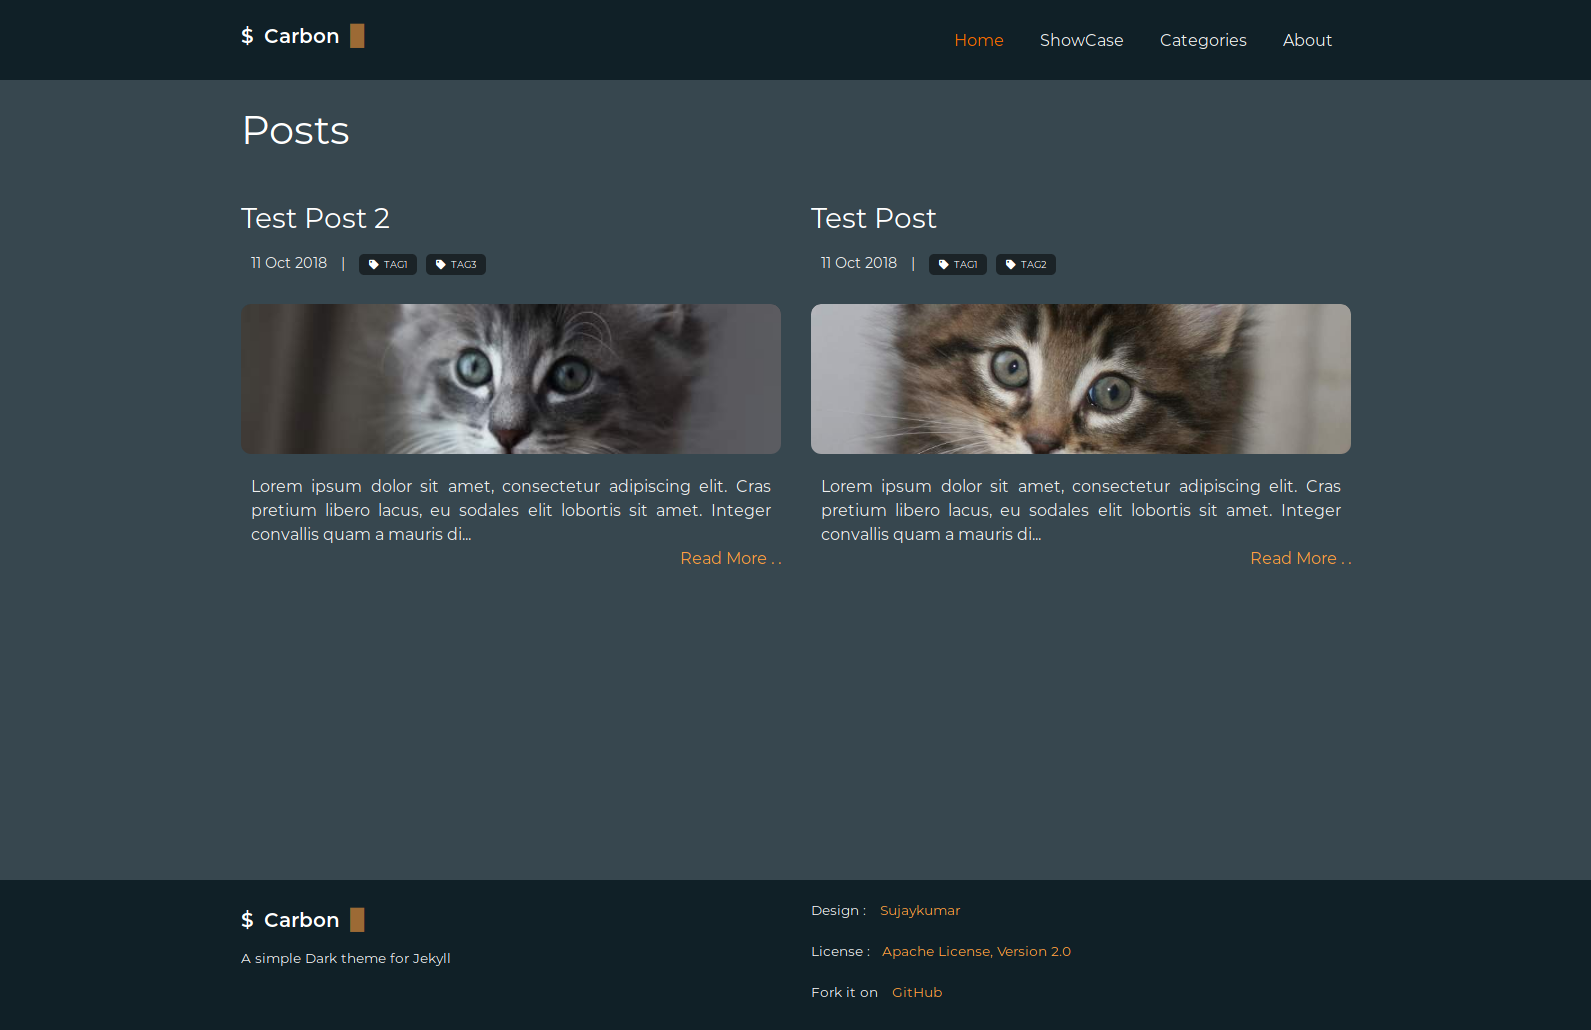 $ Carbon
Home ShowCase Categories About
Posts
Test Post 2
11 Oct 2018 | TAG1 TAG3
Lorem ipsum dolor sit amet, consectetur adipiscing elit. Cras
pretium libero lacus, eu sodales elit lobortis sit amet. Integer
convallis quam a mauris di...
Read More . .
Test Post
11 Oct 2018 | TAG1 TAG2
Lorem ipsum dolor sit amet, consectetur adipiscing elit. Cras
pretium libero lacus, eu sodales elit lobortis sit amet. Integer
convallis quam a mauris di...
Read More . .
$ Carbon
A simple Dark theme for Jekyll
Design : Sujaykumar
License : Apache License, Version 2.0
Fork it on GitHub